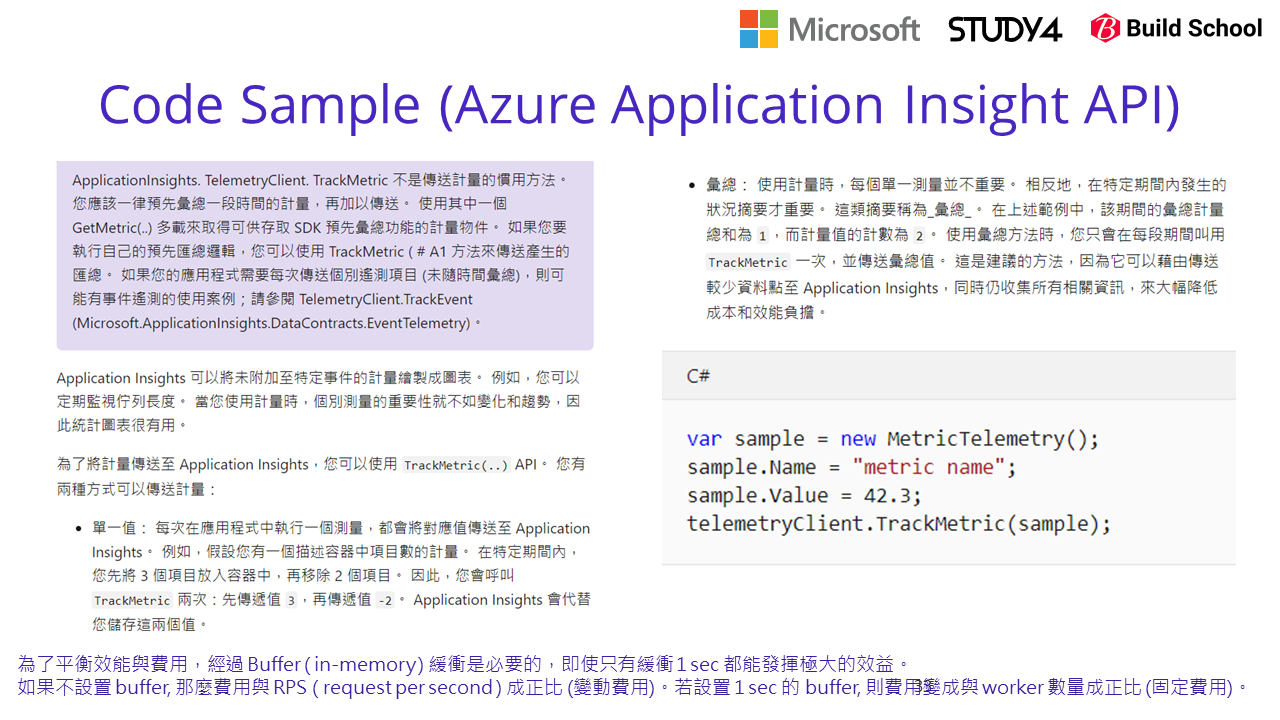 Microsoft
STUDY4
Build School
Code Sample (Azure Application Insight API)
ApplicationInsights. TelemetryClient. TrackMetric 不是傳送計量的慣用方法。
您應該一律預先彙總一段時間的計量，再加以傳送。 使用其中一個
GetMetric(..) 多載來取得可供存取 SDK 預先彙總功能的計量物件。 如果您要
執行自己的預先匯總邏輯，您可以使用 TrackMetric ( # A1 方法來傳送產生的
匯總。 如果您的應用程式需要每次傳送個別遙測項目 (未隨時間彙總)，則可
能有事件遙測的使用案例；請參閱 TelemetryClient.TrackEvent
(Microsoft.ApplicationInsights.DataContracts.EventTelemetry)。
Application Insights 可以將未附加至特定事件的計量繪製成圖表。 例如，您可以
定期監視佇列長度。 當您使用計量時，個別測量的重要性就不如變化和趨勢，因
此統計圖表很有用。
為了將計量傳送至 Application Insights，您可以使用 TrackMetric(..) API。 您有
兩種方式可以傳送計量：
• 單一值： 每次在應用程式中執行一個測量，都會將對應值傳送至 Application
Insights。 例如，假設您有一個描述容器中項目數的計量。 在特定期間內，
您先將 3 個項目放入容器中，再移除 2 個項目。 因此，您會呼叫
TrackMetric 兩次：先傳遞值 3，再傳遞值 -2。 Application Insights 會代替
您儲存這兩個值。
• 彙總： 使用計量時，每個單一測量並不重要。 相反地，在特定期間內發生的
狀況摘要才重要。 這類摘要稱為_彙總_。 在上述範例中，該期間的彙總計量
總和為 1，而計量值的計數為 2。 使用彙總方法時，您只會在每段期間叫用
TrackMetric 一次，並傳送彙總值。 這是建議的方法，因為它可以藉由傳送
較少資料點至 Application Insights，同時仍收集所有相關資訊，來大幅降低
成本和效能負擔。
C#
var sample = new MetricTelemetry();
sample.Name = "metric name";
sample.Value = 42.3;
telemetryClient.TrackMetric(sample);
為了平衡效能與費用，經過 Buffer ( in-memory ) 緩衝是必要的，即使只有緩衝 1 sec 都能發揮極大的效益。
如果不設置 buffer, 那麼費用與 RPS ( request per second ) 成正比 (變動費用)。若設置 1 sec 的 buffer, 則費用變成與 worker 數量成正比 (固定費用)。